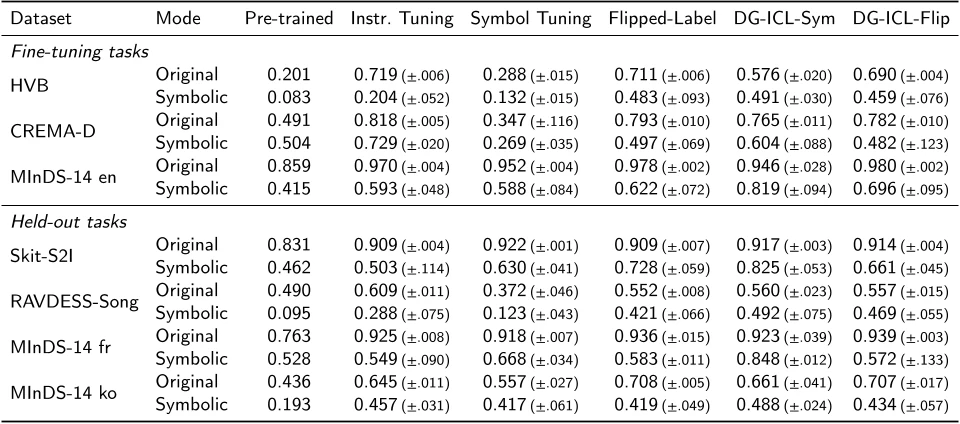 Dataset Mode Pre-trained Instr. Tuning Symbol Tuning Flipped-Label DG-ICL-Sym DG-ICL-Flip
Fine-tuning tasks
HVB Original 0.201 0.719 (±.006) 0.288 (±.015) 0.711 (±.006) 0.576 (±.020) 0.690 (±.004)
Symbolic 0.083 0.204 (±.052) 0.132 (±.015) 0.483 (±.093) 0.491 (±.030) 0.459 (±.076)
CREMA-D Original 0.491 0.818 (±.005) 0.347 (±.116) 0.793 (±.010) 0.765 (±.011) 0.782 (±.010)
Symbolic 0.504 0.729 (±.020) 0.269 (±.035) 0.497 (±.069) 0.604 (±.088) 0.482 (±.123)
MInDS-14 en Original 0.859 0.970 (±.004) 0.952 (±.004) 0.978 (±.002) 0.946 (±.028) 0.980 (±.002)
Symbolic 0.415 0.593 (±.048) 0.588 (±.084) 0.622 (±.072) 0.819 (±.094) 0.696 (±.095)
Held-out tasks
Skit-S2I Original 0.831 0.909 (±.004) 0.922 (±.001) 0.909 (±.007) 0.917 (±.003) 0.914 (±.004)
Symbolic 0.462 0.503 (±.114) 0.630 (±.041) 0.728 (±.059) 0.825 (±.053) 0.661 (±.045)
RAVDESS-Song Original 0.490 0.609 (±.011) 0.372 (±.046) 0.552 (±.008) 0.560 (±.023) 0.557 (±.015)
Symbolic 0.095 0.288 (±.075) 0.123 (±.043) 0.421 (±.066) 0.492 (±.075) 0.469 (±.055)
MInDS-14 fr Original 0.763 0.925 (±.008) 0.918 (±.007) 0.936 (±.015) 0.923 (±.039) 0.939 (±.003)
Symbolic 0.528 0.549 (±.090) 0.668 (±.034) 0.583 (±.011) 0.848 (±.012) 0.572 (±.133)
MInDS-14 ko Original 0.436 0.645 (±.011) 0.557 (±.027) 0.708 (±.005) 0.661 (±.041) 0.707 (±.017)
Symbolic 0.193 0.457 (±.031) 0.417 (±.061) 0.419 (±.049) 0.488 (±.024) 0.434 (±.057)